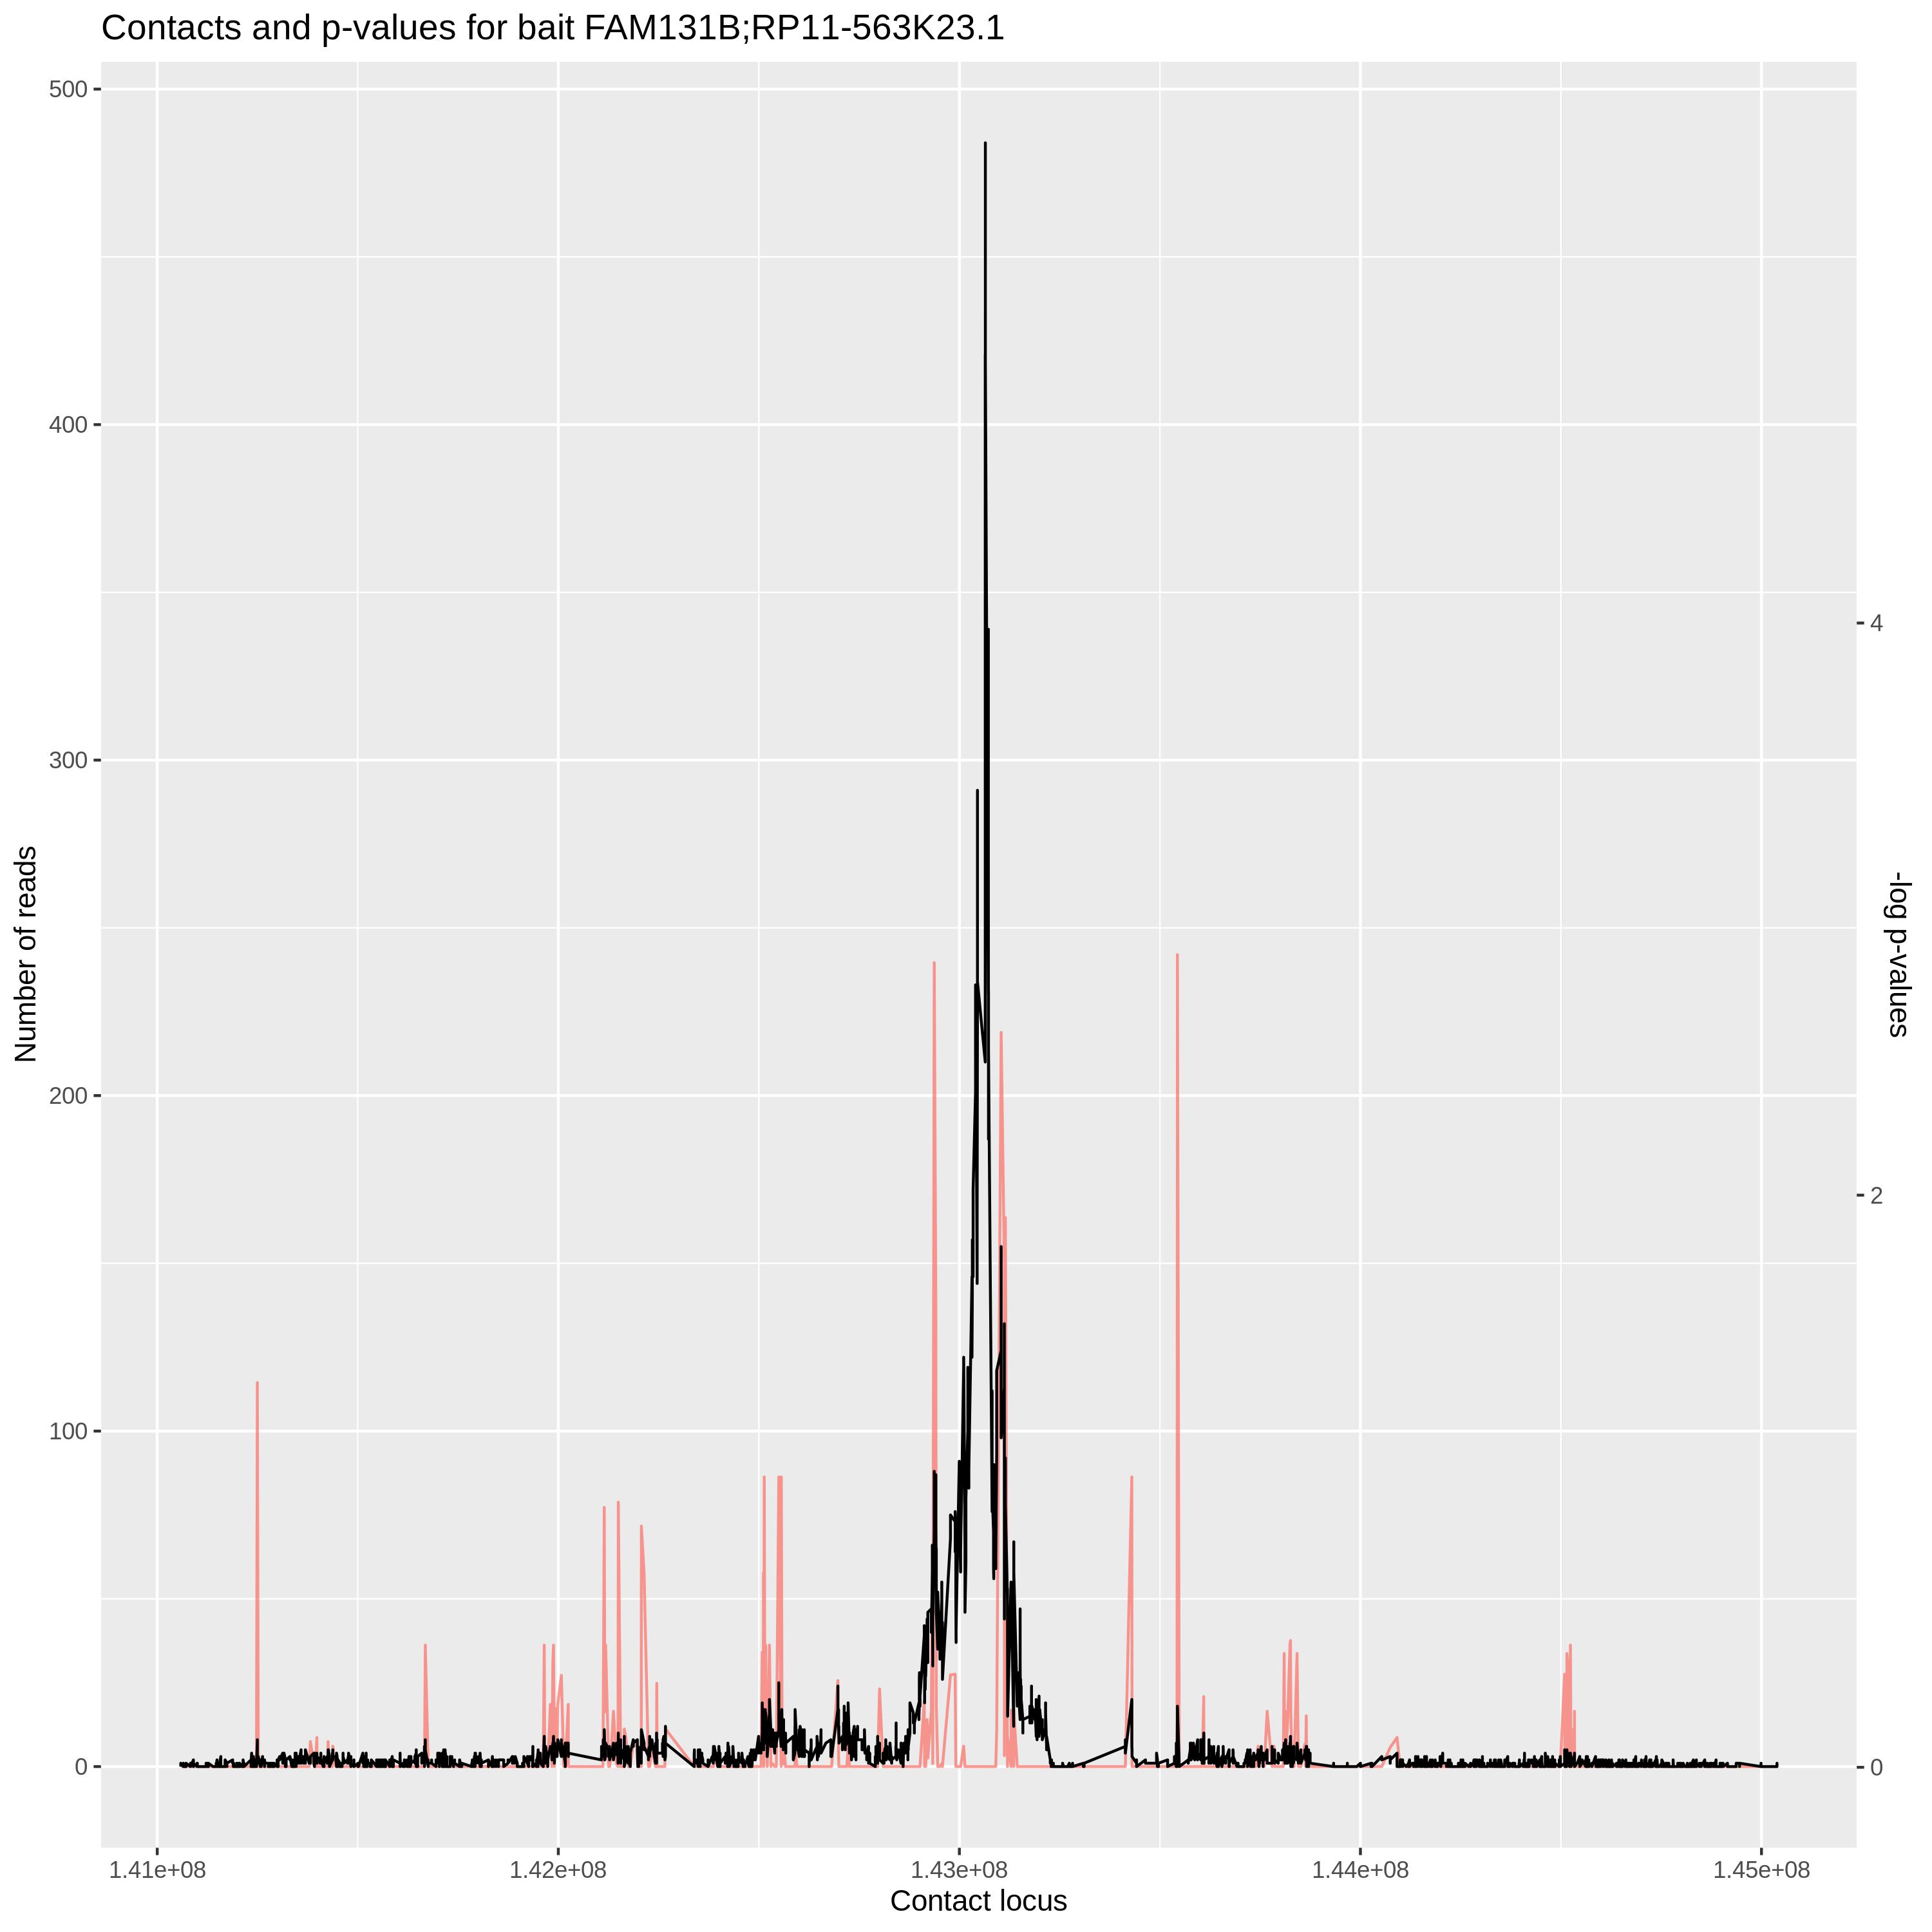 Contacts and p-values for bait FAM131B;RP11-563K23.1
500
400
300
200
100
0
Number of reads
4
2
0
-log p-values
1.41e+08
1.42e+08
1.43e+08
1.44e+08
1.45e+08
Contact locus